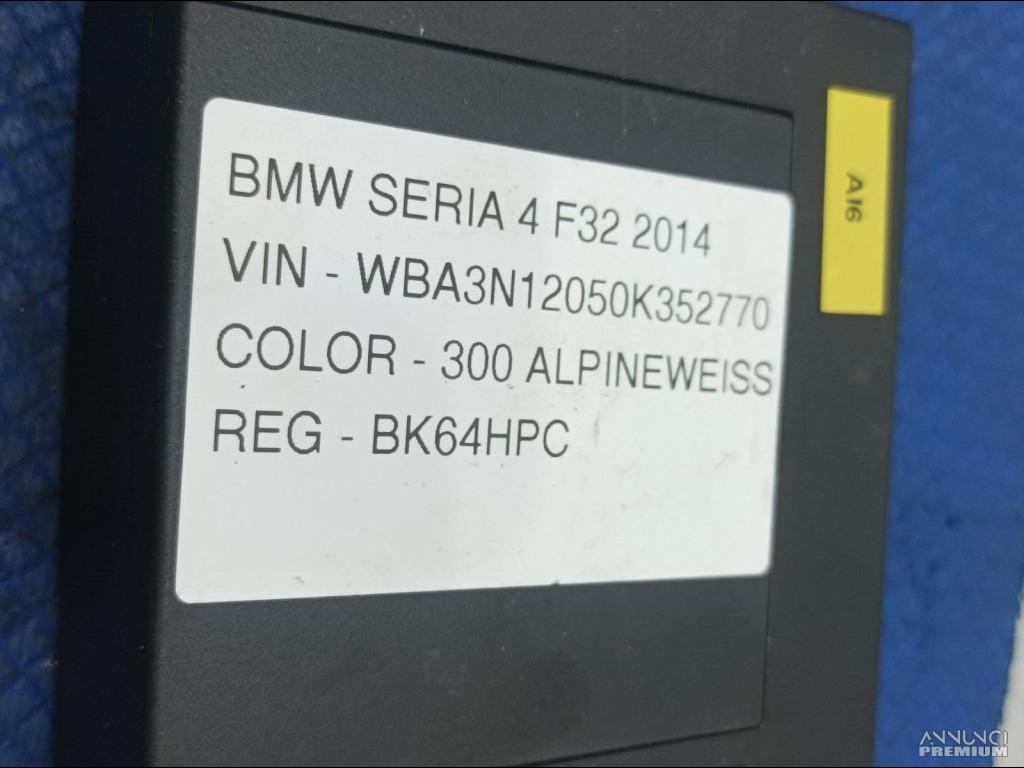 BMW SERIA 4 F32 2014
VIN - WBA3N12050K352770
COLOR - 300 ALPINEWEISS
REG - BK64HPC
A16
ANNUNCI
PREMIUM